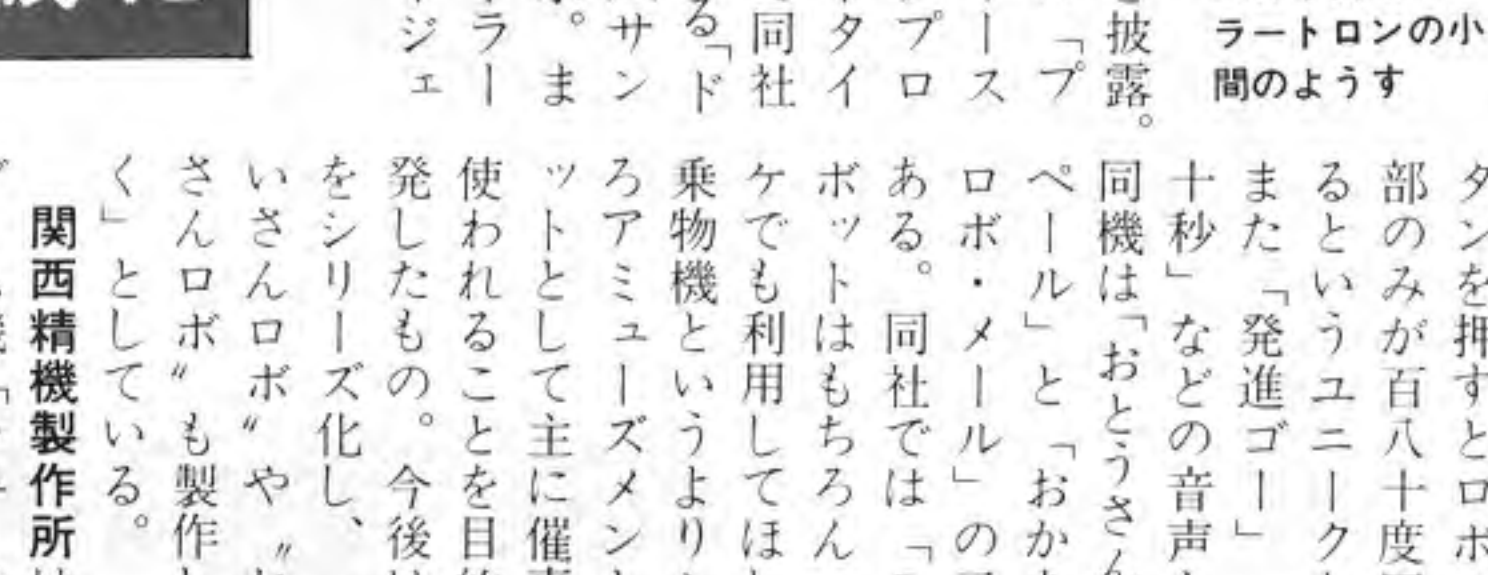 ラートロンの小
間のようす
披露。
「プ
ース
プロ
タイ
同社
る「ド
サン
。ま
ラー
ジェ
タンを押すとロボ
部のみが百八十度
るというユニーク
また「発進ゴー」
十秒」などの音声
同機は「おとうさん
ペール」と「おか
ロボ・メール」の
ある。同社では「
ボットはもちろん
ケでも利用してほ
乗物機というより
ろアミューズメン
ットとして主に催
使われることを目
発したもの。今後
をシリーズ化し、
いさんロボ〃や〃
さんロボ〃も製作
く」としている。
関西精機製作所